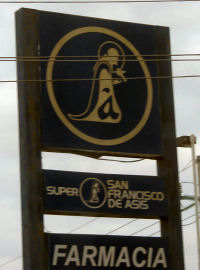 SUPER
SAN
FRANCISCO
DE ASIS
FARMACIA